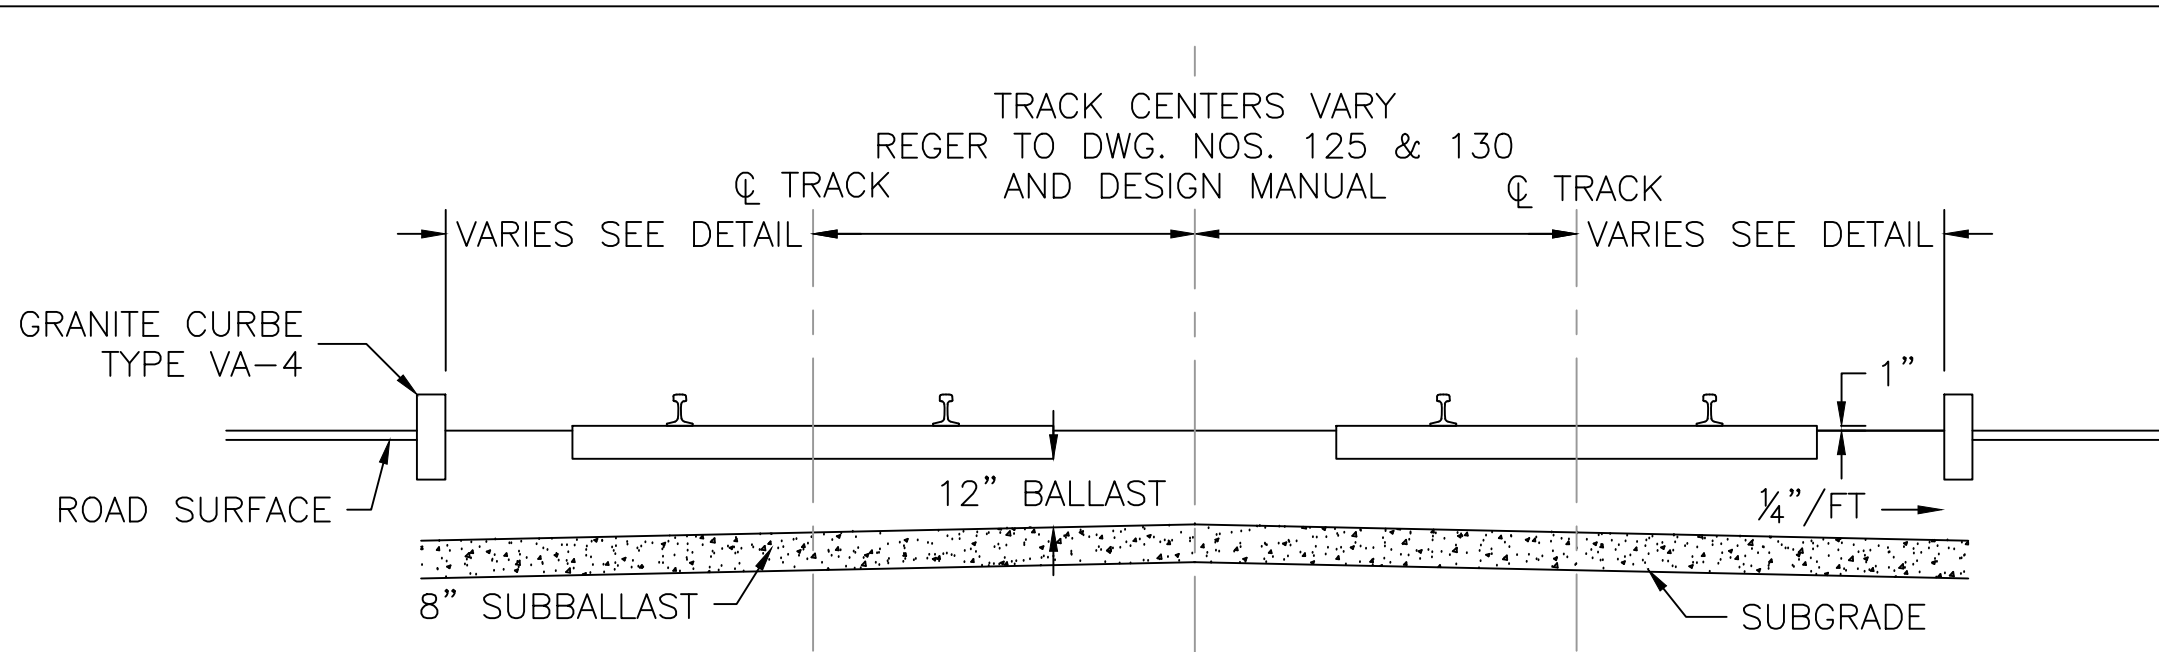 TRACK CENTERS VARY
REGER TO DWG. NOS. 125 & 130
AND DESIGN MANUAL
℄ TRACK
℄ TRACK
VARIES SEE DETAIL
VARIES SEE DETAIL
GRANITE CURBE
TYPE VA-4
1”
ROAD SURFACE
12” BALLAST
¼”/FT
8” SUBBALLAST
SUBGRADE